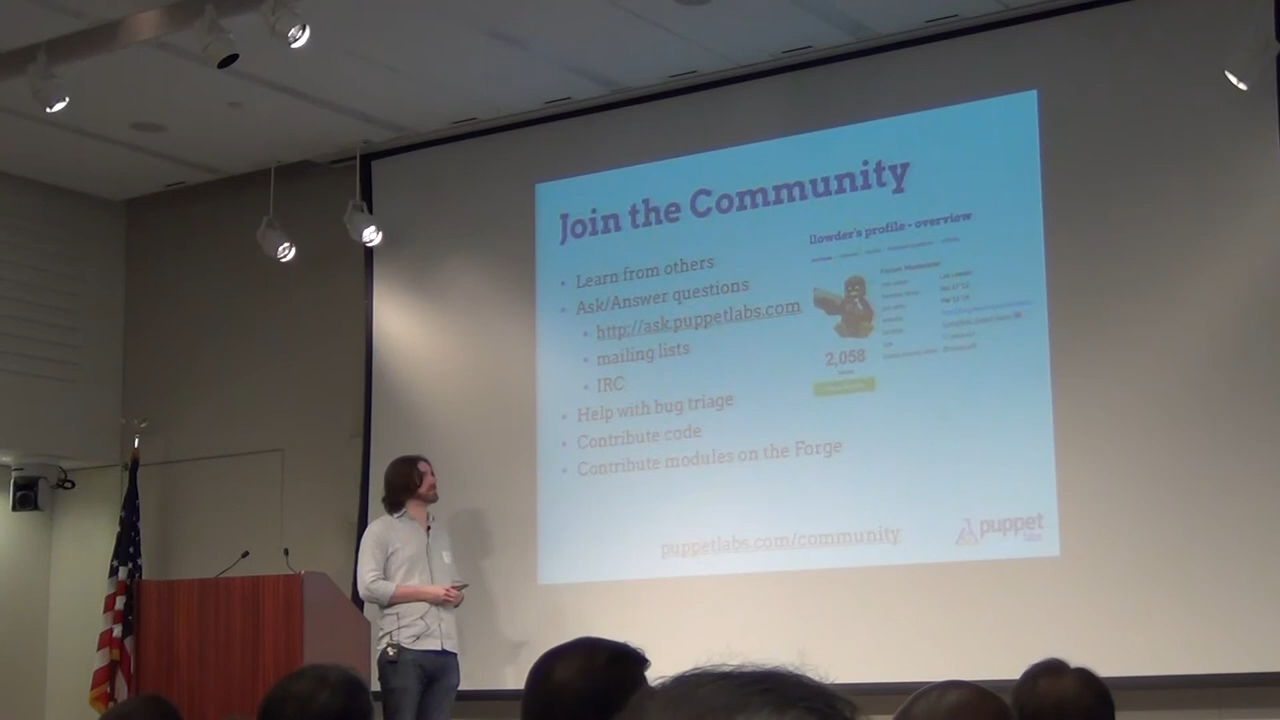 Join the Community
llowder's profile - overview
Learn from others
Ask/Answer questions
http://ask.puppetlabs.com
mailing lists
IRC
Help with bug triage
Contribute code
Contribute modules on the Forge
2,058
puppetlabs.com/community
puppet
labs